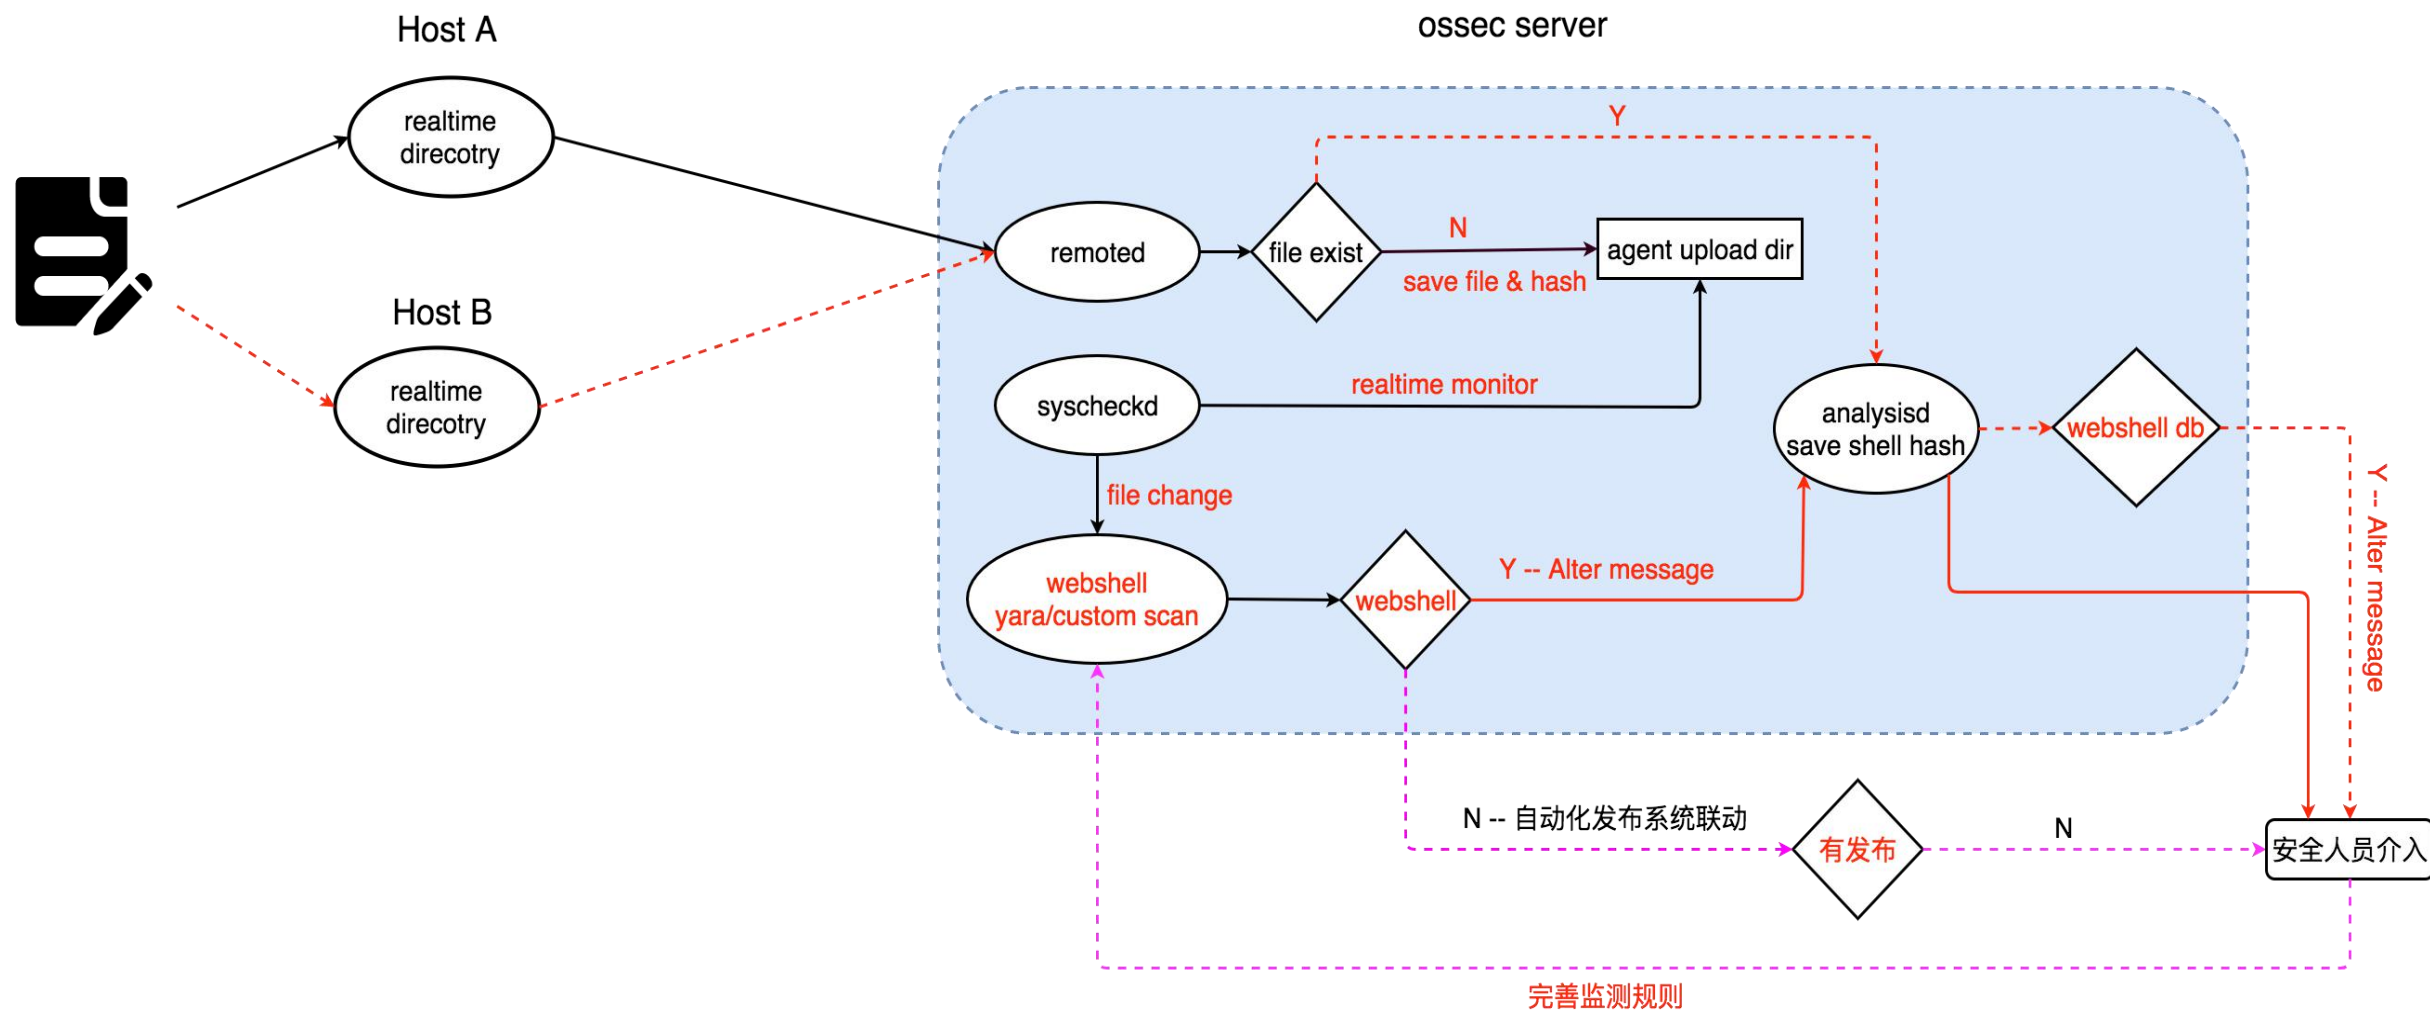 Host A
ossec server
realtime
direcotry
Y
remoted
file exist
N
save file & hash
agent upload dir
Host B
realtime
direcotry
syscheckd
realtime monitor
analysisd
save shell hash
webshell db
Y -- Alter message
file change
webshell
yara/custom scan
webshell
Y -- Alter message
N -- 自动化发布系统联动
有发布
N
安全人员介入
完善监测规则